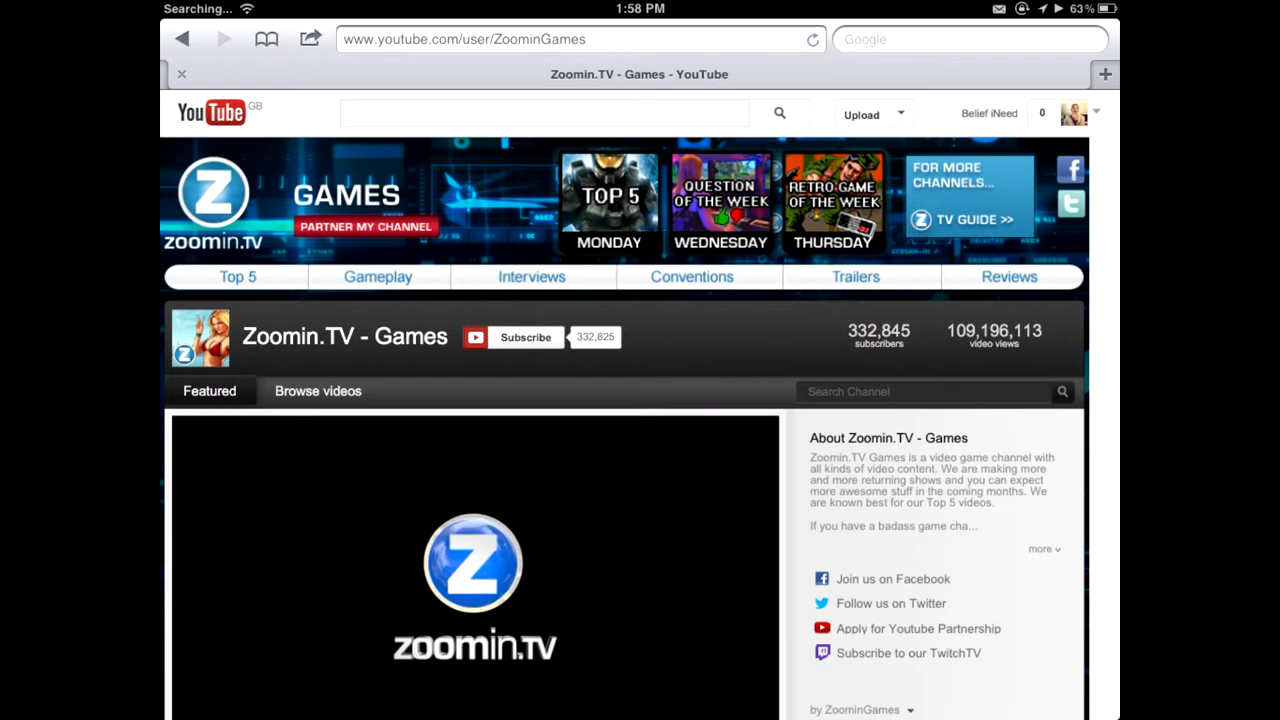 Searching...
1:58 PM
63%
www.youtube.com/user/ZoominGames
Google
Zoomin.TV - Games - YouTube
YouTube GB
Upload
Belief iNeed
0
Z
zoomin.TV
GAMES
PARTNER MY CHANNEL
TOP 5
MONDAY
QUESTION
OF THE WEEK
WEDNESDAY
RETRO GAME
OF THE WEEK
THURSDAY
FOR MORE
CHANNELS...
Z TV GUIDE >>
Top 5
Gameplay
Interviews
Conventions
Trailers
Reviews
Zoomin.TV - Games
Subscribe
332,825
332,845
subscribers
109,196,113
video views
Featured
Browse videos
Search Channel
Z
zoomin.TV
About Zoomin.TV - Games
Zoomin.TV Games is a video game channel with
all kinds of video content. We are making more
and more returning shows and you can expect
more awesome stuff in the coming months. We
are known best for our Top 5 videos.
If you have a badass game cha...
more
Join us on Facebook
Follow us on Twitter
Apply for Youtube Partnership
Subscribe to our TwitchTV
by ZoominGames